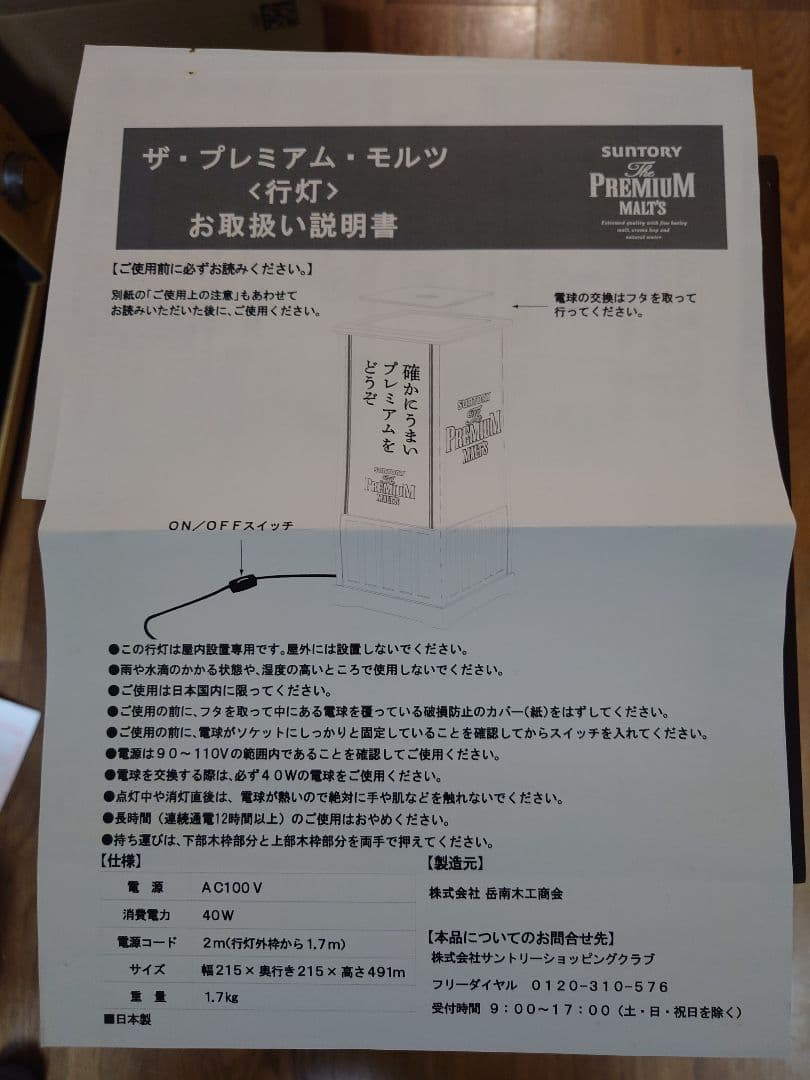 ザ・プレミアム・モルツ
<行灯>
お取扱い説明書
SUNTORY
The
PREMIUM
MALT'S
Extremed quality with fine barley
malt, aroma hop and
natural water
【ご使用前に必ずお読みください。】
別紙の「ご使用上の注意」もあわせて
お読みいただいた後に、ご使用ください。
電球の交換はフタを取って
行ってください。
確かにうまい
プレミアムを
どうぞ
SUNTORY
The
PREMIUM
MALT'S
SUNTORY
The
PREMIUM
MALT'S
ON/OFFスイッチ
●この行灯は屋内設置専用です。屋外には設置しないでください。
●雨や水滴のかかる状態や、湿度の高いところで使用しないでください。
●ご使用は日本国内に限ってください。
●ご使用の前に、フタを取って中にある電球を覆っている破損防止のカバー(紙)をはずしてください。
●ご使用の前に、電球がソケットにしっかりと固定していることを確認してからスイッチを入れてください。
●電源は90~110Vの範囲内であることを確認してご使用ください。
●電球を交換する際は、必ず40Wの電球をご使用ください。
●点灯中や消灯直後は、電球が熱いので絶対に手や肌などを触れないでください。
●長時間(連続通電12時間以上)のご使用はおやめください。
●持ち運びは、下部木枠部分と上部木枠部分を両手で押えてください。
【仕様】
電 源 AC100V
消費電力 40W
電源コード 2m(行灯外枠から1.7m)
サイズ 幅215×奥行き215×高さ491m
重 量 1.7kg
■日本製
【製造元】
株式会社 岳南木工商会
【本品についてのお問合せ先】
株式会社サントリーショッピングクラブ
フリーダイヤル 0120-310-576
受付時間 9:00~17:00(土・日・祝日を除く)